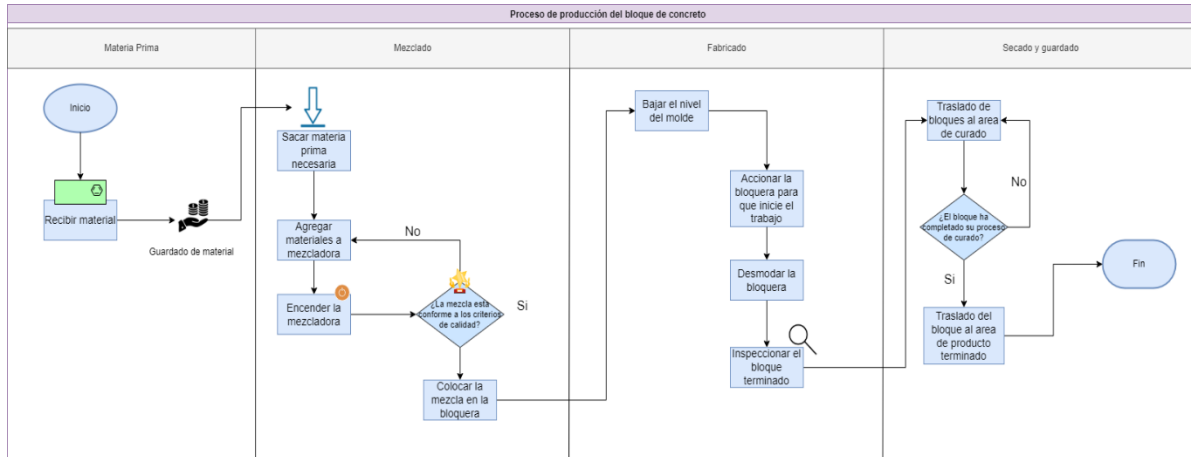 Proceso de producción del bloque de concreto
Materia Prima
Mezclado
Fabricado
Secado y guardado
Inicio
Recibir material
Guardado de material
Sacar materia
prima
necesaria
Agregar
materiales a
mezcladora
Encender la
mezcladora
No
¿La mezcla esta
conforme a los criterios
de calidad?
Si
Colocar la
mezcla en la
bloquera
Bajar el nivel
del molde
Accionar la
bloquera para
que inicie el
trabajo
Desmodar la
bloquera
Inspeccionar el
bloque
terminado
Traslado de
bloques al area
de curado
No
¿El bloque ha
completado su proceso
de curado?
Si
Traslado del
bloque al area
de producto
terminado
Fin